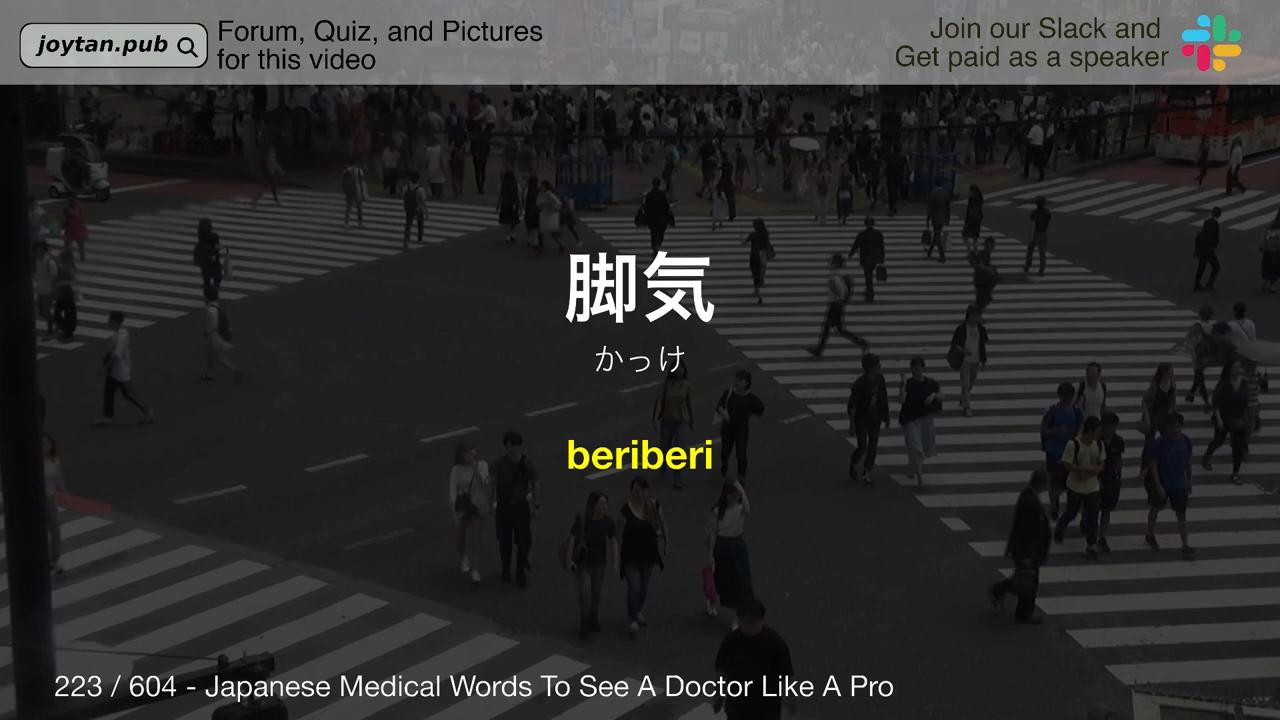 joytan.pub
Forum, Quiz, and Pictures
for this video
Join our Slack and
Get paid as a speaker
脚気
かっけ
beriberi
223 / 604 - Japanese Medical Words To See A Doctor Like A Pro